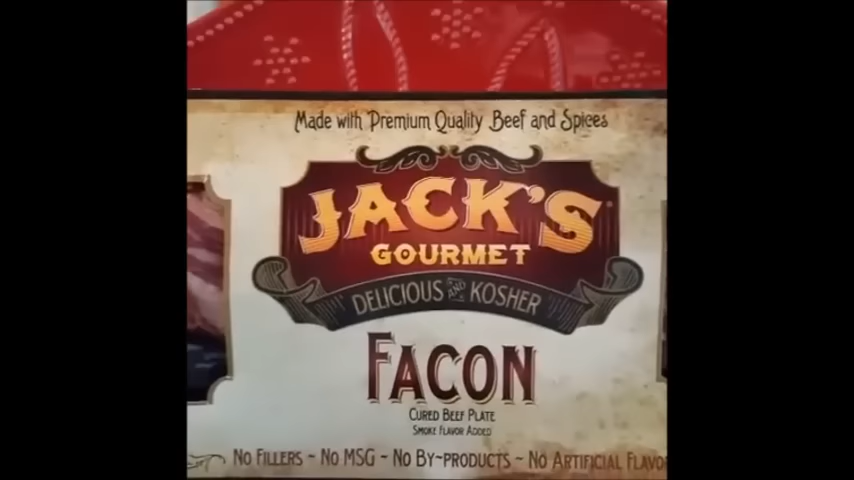 Made with Premium Quality Beef and Spices
JACK'S
GOURMET
DELICIOUS AND KOSHER
FACON
CURED BEEF PLATE
SMOKE FLAVOR ADDED
NO FILLERS ~ NO MSG ~ NO BY~PRODUCTS ~ NO ARTIFICIAL FLAVO